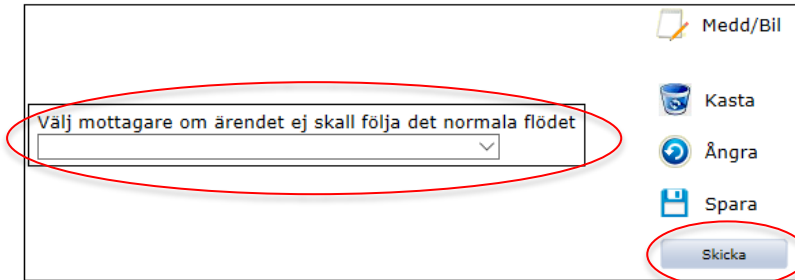 Medd/Bil
Välj mottagare om ärendet ej skall följa det normala flödet
Kasta
Ångra
Spara
Skicka